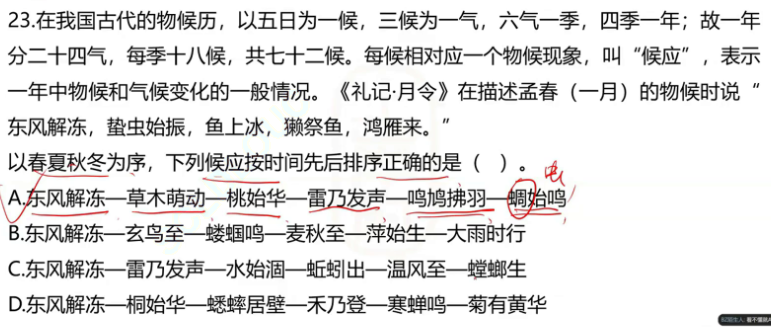 23.在我国古代的物候历，以五日为一候，三候为一气，六气一季，四季一年；故一年
分二十四气，每季十八候，共七十二候。每候相对应一个物候现象，叫“候应”，表示
一年中物候和气候变化的一般情况。《礼记·月令》在描述孟春（一月）的物候时说“
东风解冻，蛰虫始振，鱼上冰，獭祭鱼，鸿雁来。”
以春夏秋冬为序，下列候应按时间先后排序正确的是（ ）。
虫
A.东风解冻—草木萌动—桃始华—雷乃发声—鸣鸠拂羽—蜩始鸣
B.东风解冻—玄鸟至—蝼蝈鸣—麦秋至—萍始生—大雨时行
C.东风解冻—雷乃发声—水始涸—蚯蚓出—温风至—螳螂生
D.东风解冻—桐始华—蟋蟀居壁—禾乃登—寒蝉鸣—菊有黄华